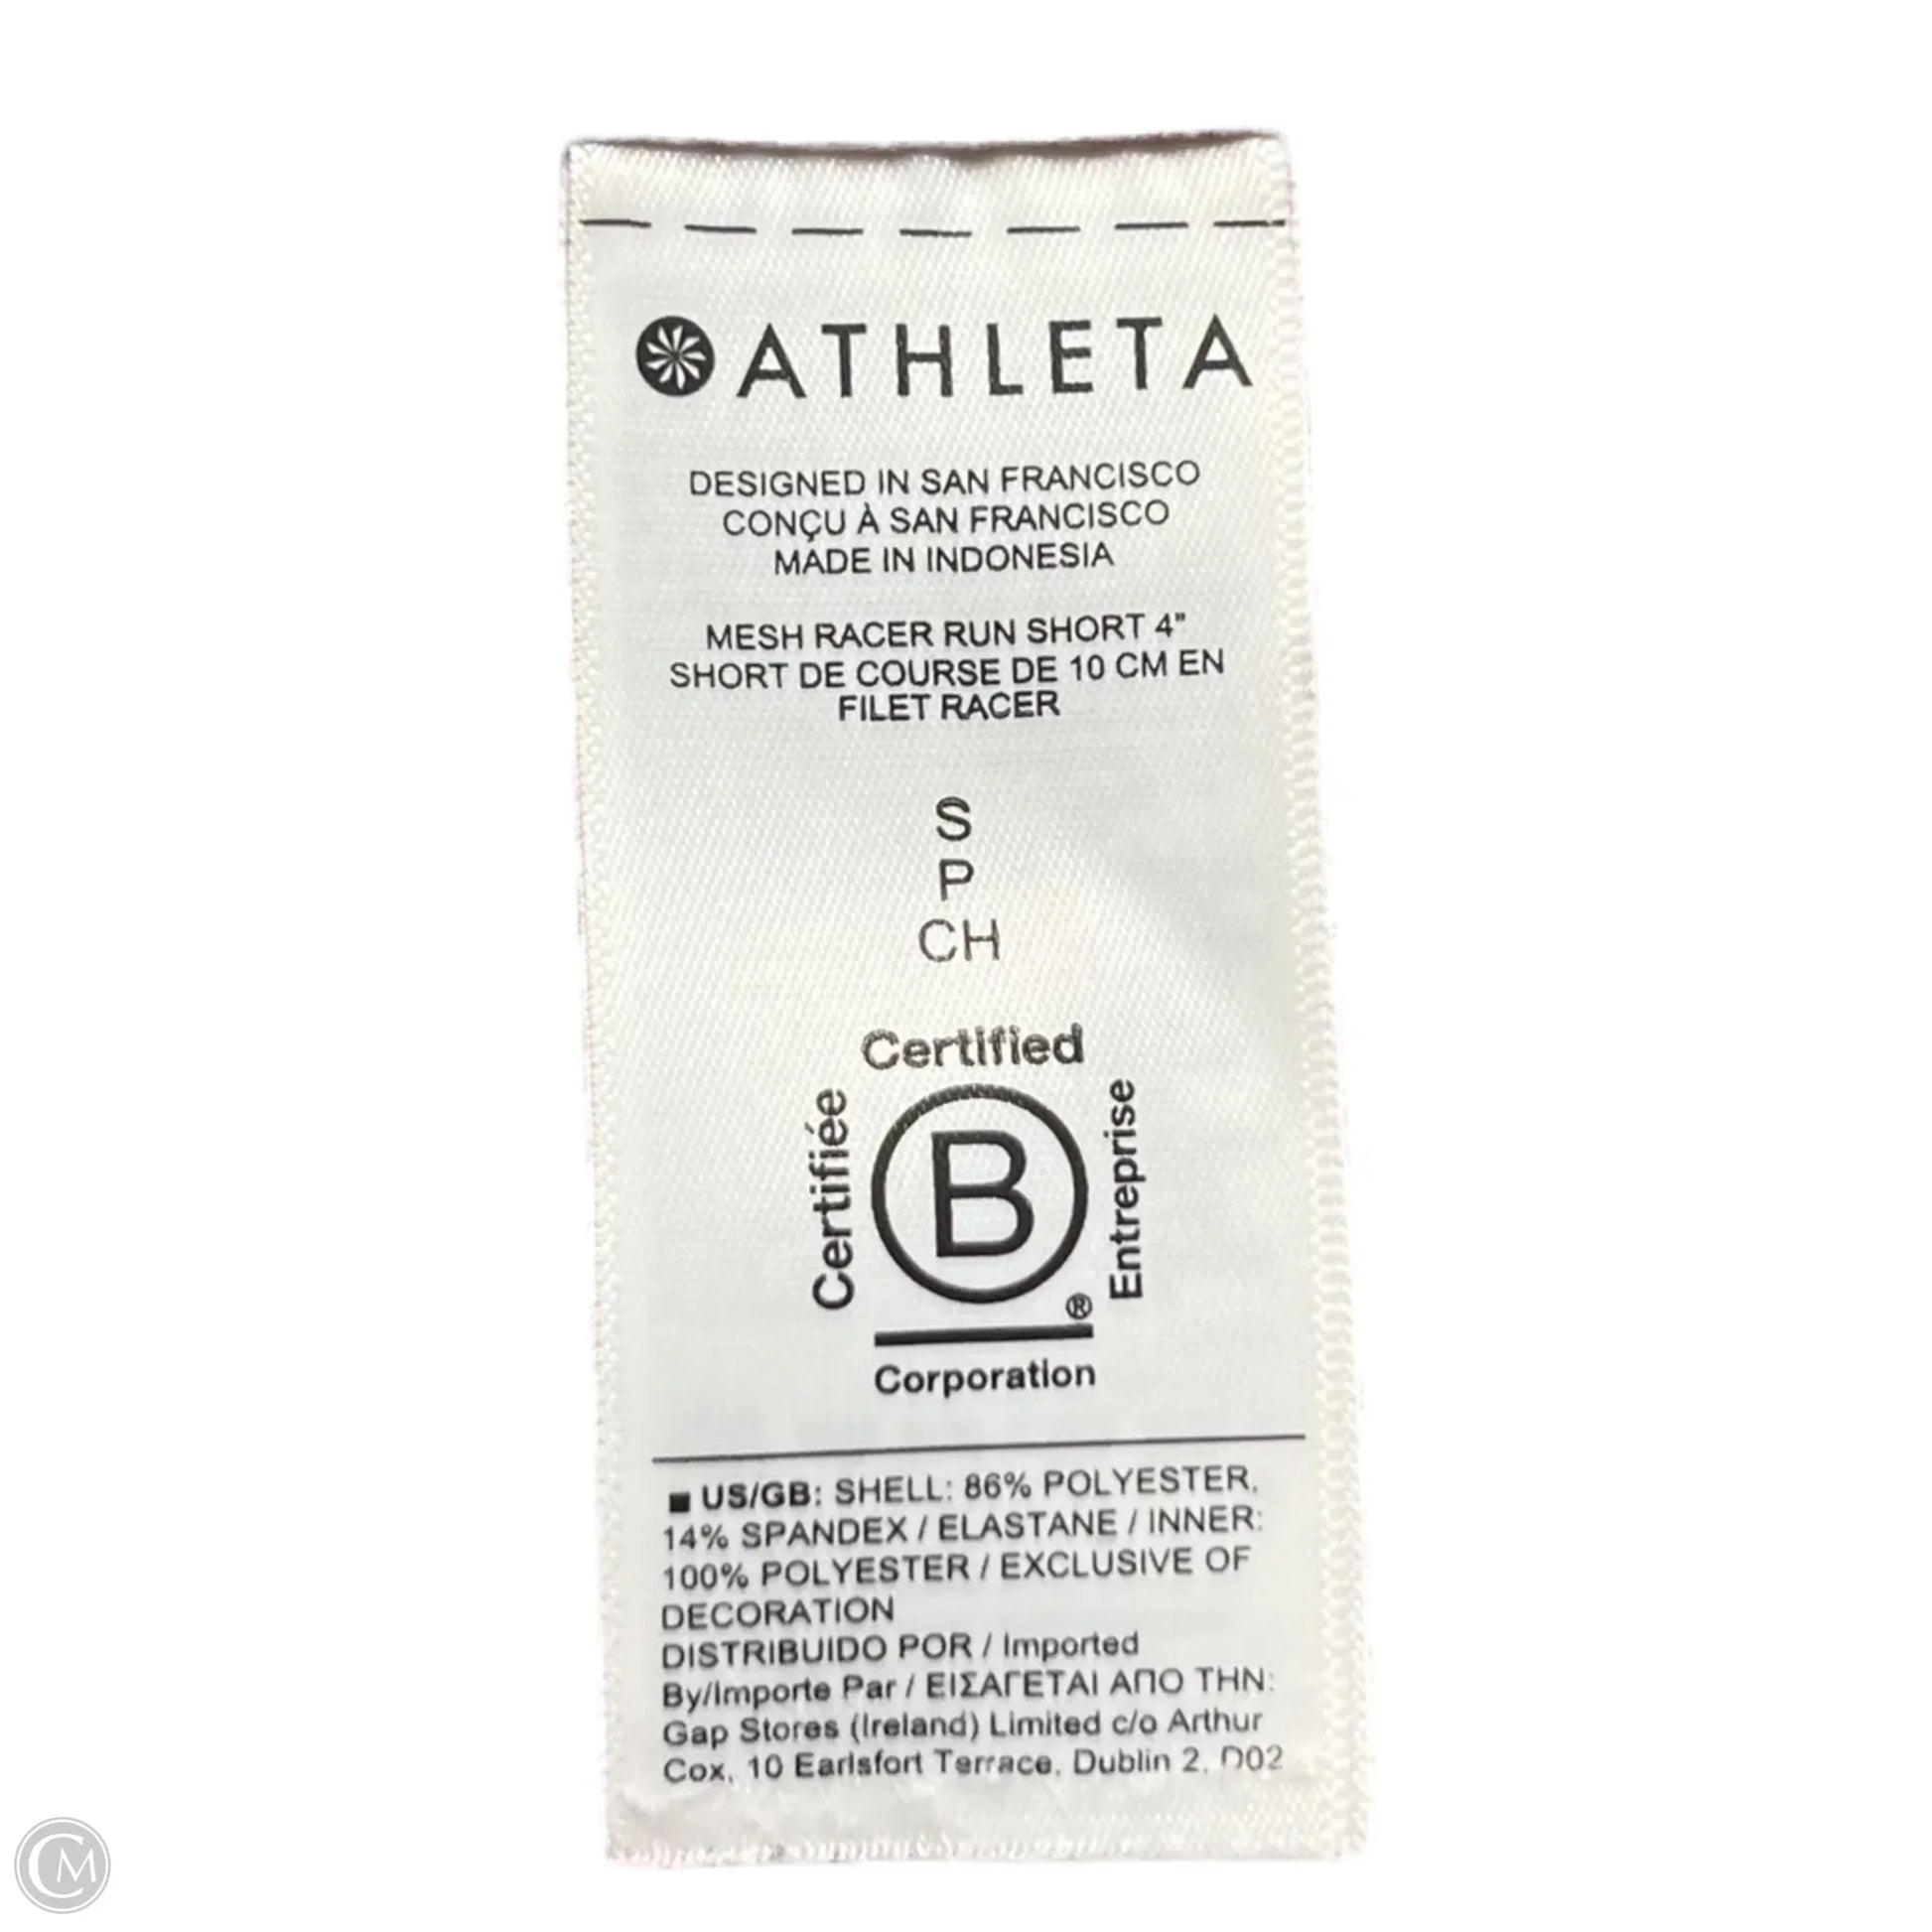 ATHLETA
DESIGNED IN SAN FRANCISCO
CONÇU À SAN FRANCISCO
MADE IN INDONESIA
MESH RACER RUN SHORT 4"
SHORT DE COURSE DE 10 CM EN
FILET RACER
S
P
CH
Certified
Certifiée
B
Entreprise
®
Corporation
■ US/GB: SHELL: 86% POLYESTER,
14% SPANDEX / ELASTANE / INNER:
100% POLYESTER / EXCLUSIVE OF
DECORATION
DISTRIBUIDO POR / Imported
By/Importe Par / ΕΙΣΑΓΕΤΑΙ ΑΠΟ ΤΗΝ:
Gap Stores (Ireland) Limited c/o Arthur
Cox, 10 Earlsfort Terrace, Dublin 2, D02
CM